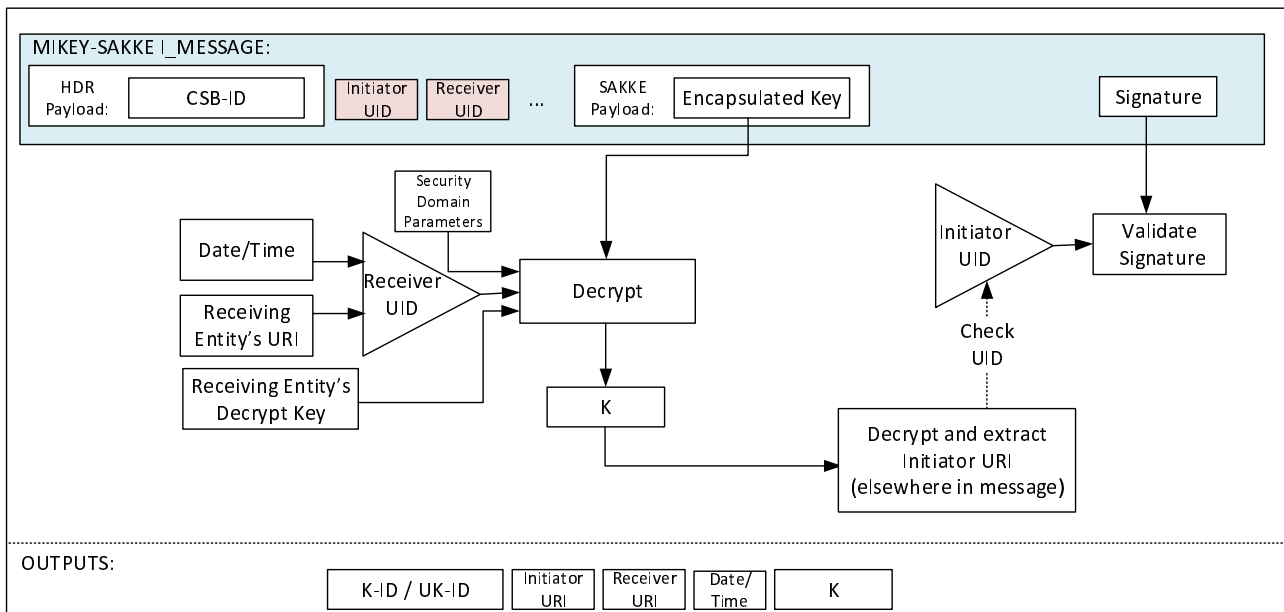 MIKEY-SAKKE I_MESSAGE:
HDR
Payload:
CSB-ID
Initiator
UID
Receiver
UID
...
SAKKE
Payload:
Encapsulated Key
Signature
Security
Domain
Parameters
Date/Time
Receiver
UID
Receiving
Entity’s URI
Decrypt
Receiving Entity’s
Decrypt Key
K
Initiator
UID
Validate
Signature
Check
UID
Decrypt and extract
Initiator URI
(elsewhere in message)
OUTPUTS:
K-ID / UK-ID
Initiator
URI
Receiver
URI
Date/
Time
K